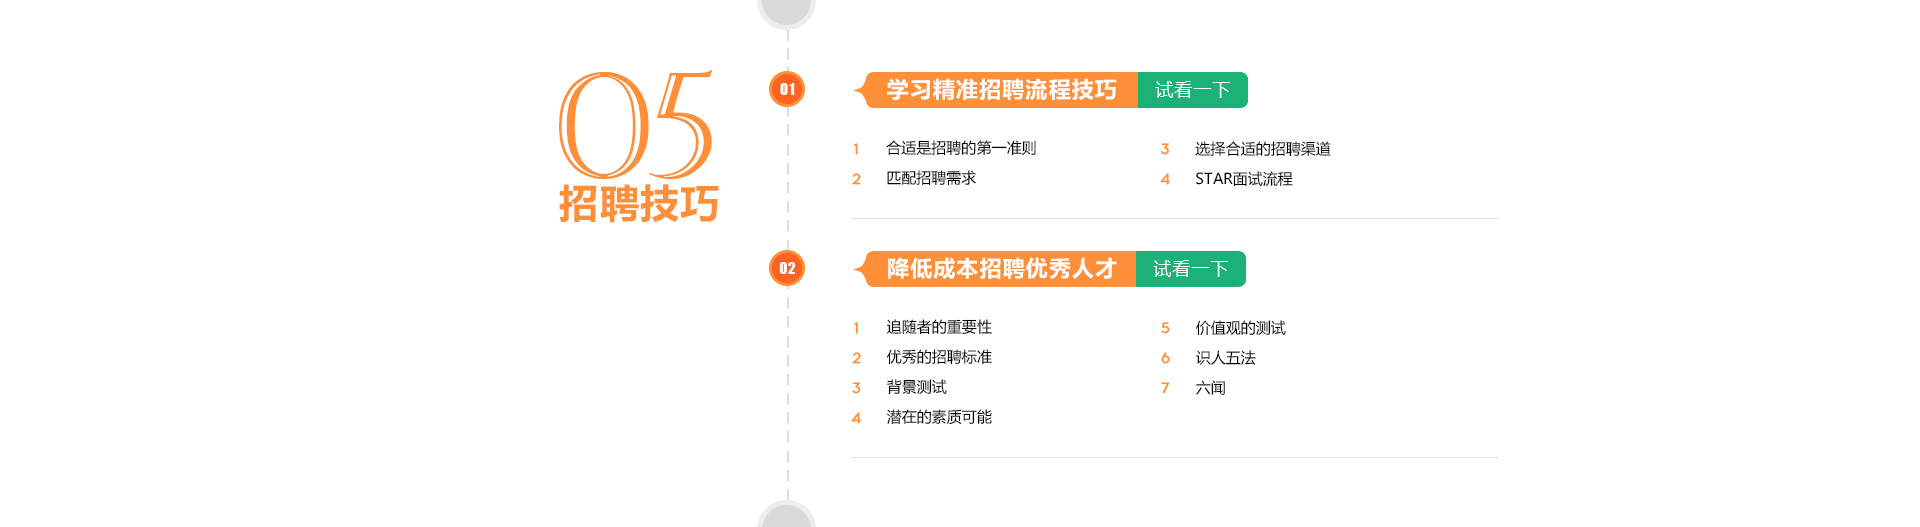 05
招聘技巧
01
学习精准招聘流程技巧 试看一下
1 合适是招聘的第一准则
2 匹配招聘需求
3 选择合适的招聘渠道
4 STAR面试流程
02
降低成本招聘优秀人才 试看一下
1 追随者的重要性
2 优秀的招聘标准
3 背景测试
4 潜在的素质可能
5 价值观的测试
6 识人五法
7 六闻